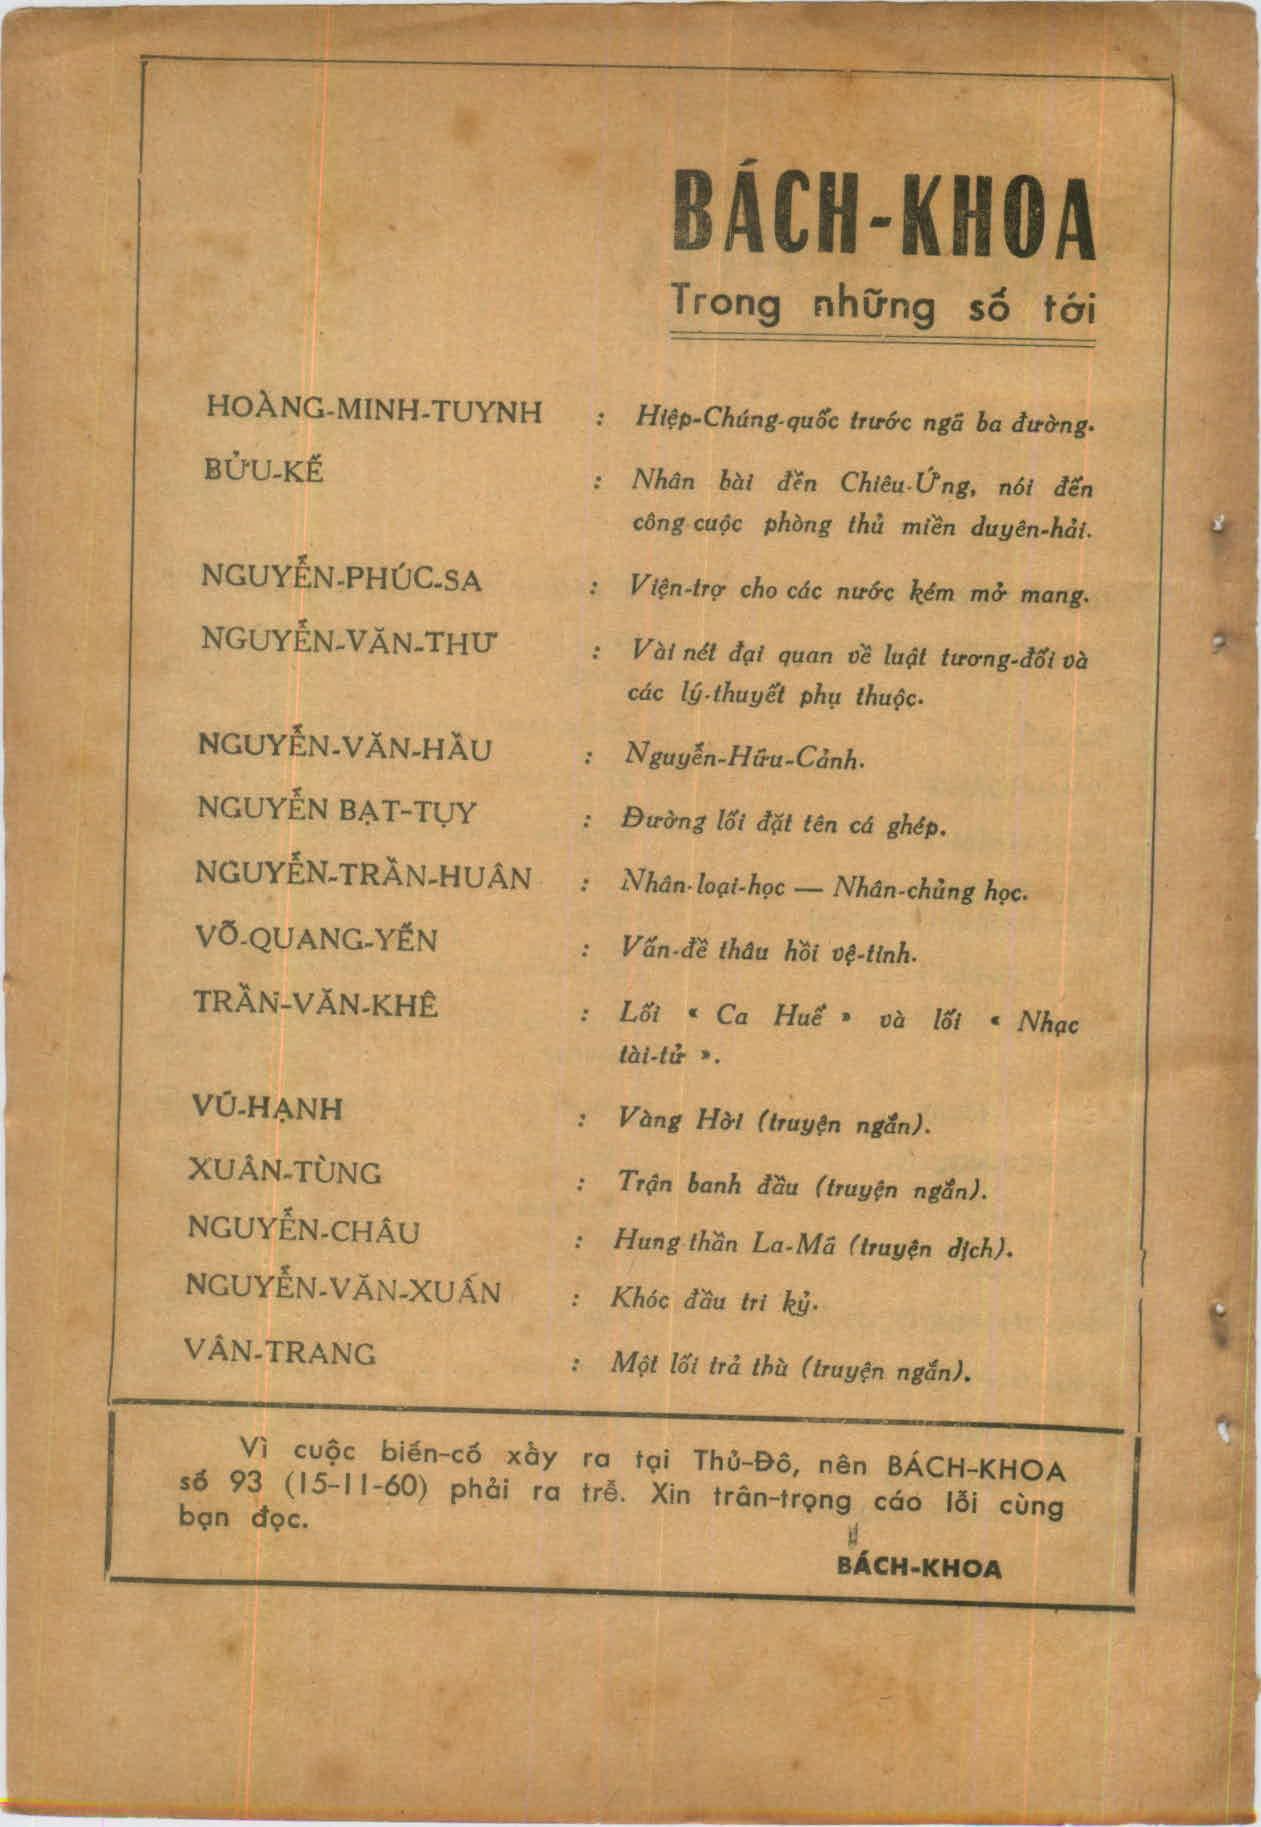 BÁCH-KHOA
Trong những số tới
HOÀNG-MINH-TUYNH : Hiệp-Chúng-quốc trước ngã ba đường.
BỬU-KẾ : Nhân bài đền Chiêu-Ứng, nói đến
công cuộc phòng thủ miền duyên-hải.
NGUYỄN-PHÚC-SA : Viện-trợ cho các nước kém mở mang.
NGUYỄN-VĂN-THƯ : Vài nét đại quan về luật tương-đối và
các lý-thuyết phụ thuộc.
NGUYỄN-VĂN-HẦU : Nguyễn-Hữu-Cảnh.
NGUYỄN BẠT-TỤY : Đường lối đặt tên cá ghép.
NGUYỄN-TRẦN-HUÂN : Nhân-loại-học — Nhân-chủng học.
VÕ-QUANG-YẾN : Vấn-đề thâu hồi vệ-tinh.
TRẦN-VĂN-KHÊ : Lối « Ca Huế » và lối « Nhạc
tài-tử ».
VŨ-HẠNH : Vàng Hời (truyện ngắn).
XUÂN-TÙNG : Trận banh đầu (truyện ngắn).
NGUYỄN-CHÂU : Hung thần La-Mã (truyện dịch).
NGUYỄN-VĂN-XUẤN : Khóc đầu tri kỷ.
VÂN-TRANG : Một lối trả thù (truyện ngắn).
Vì cuộc biến-cố xẩy ra tại Thủ-Đô, nên BÁCH-KHOA
số 93 (15-11-60) phải ra trễ. Xin trân-trọng cáo lỗi cùng
bạn đọc.
BÁCH-KHOA